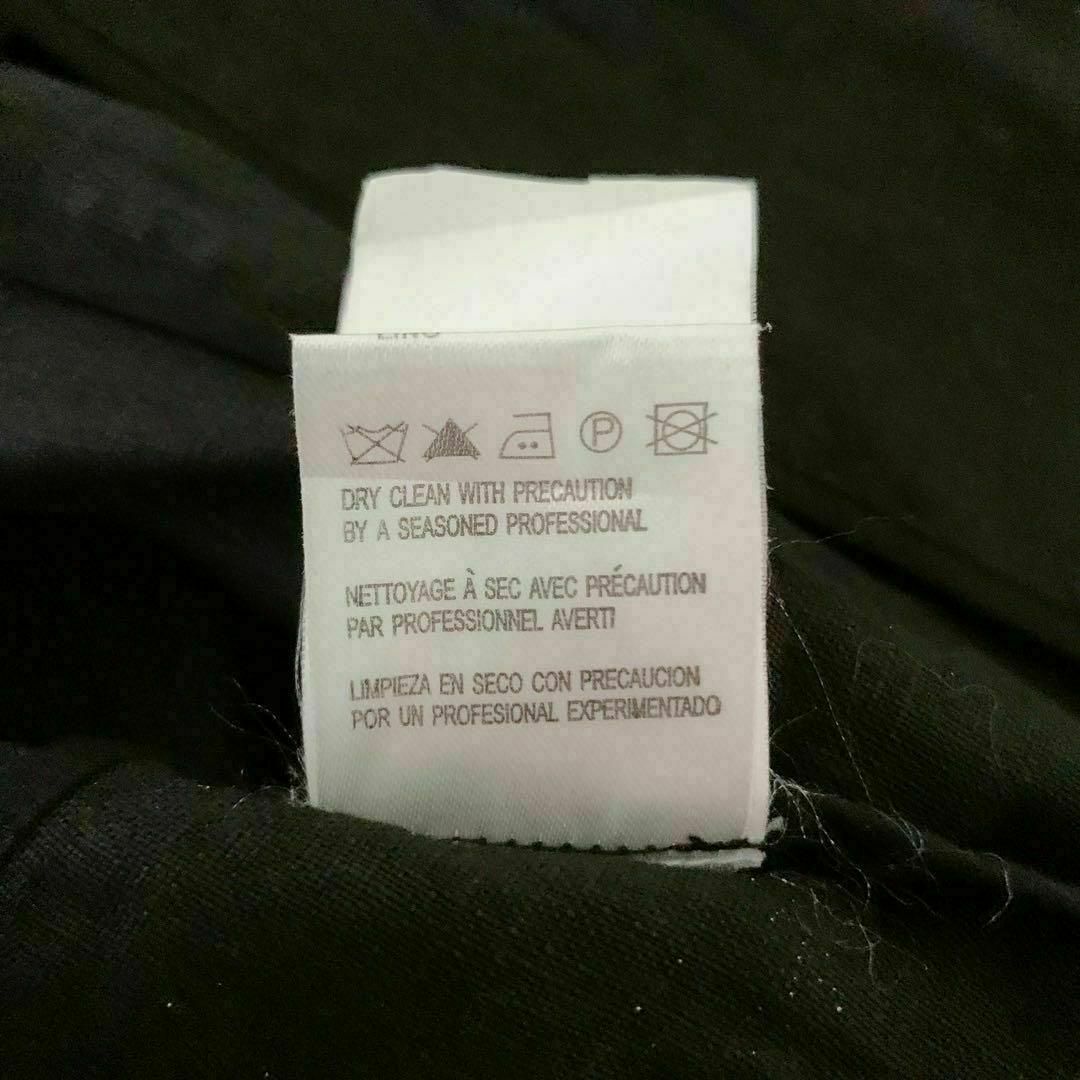 P
DRY CLEAN WITH PRECAUTION
BY A SEASONED PROFESSIONAL
NETTOYAGE À SEC AVEC PRÉCAUTION
PAR PROFESSIONNEL AVERTI
LIMPIEZA EN SECO CON PRECAUCION
POR UN PROFESIONAL EXPERIMENTADO